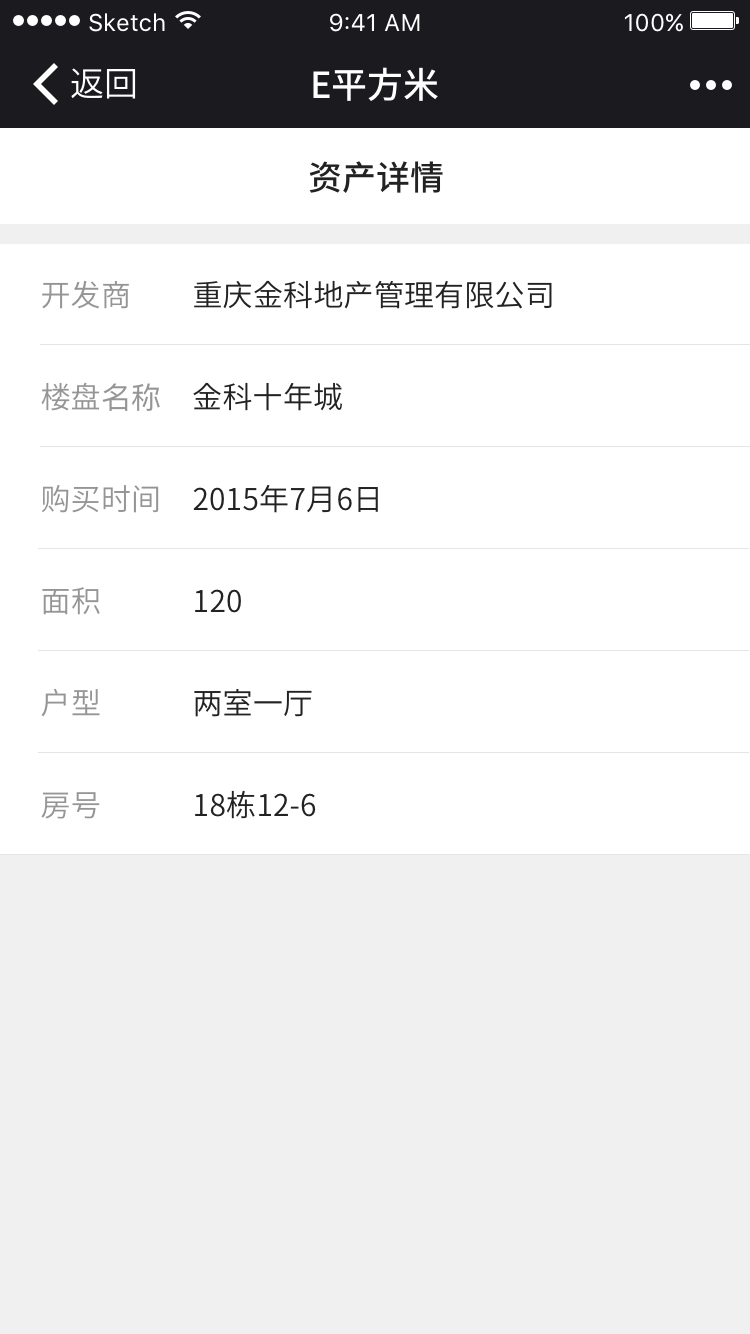 Sketch 9:41 AM 100%
返回 E平方米
资产详情
开发商 重庆金科地产管理有限公司
楼盘名称 金科十年城
购买时间 2015年7月6日
面积 120
户型 两室一厅
房号 18栋12-6